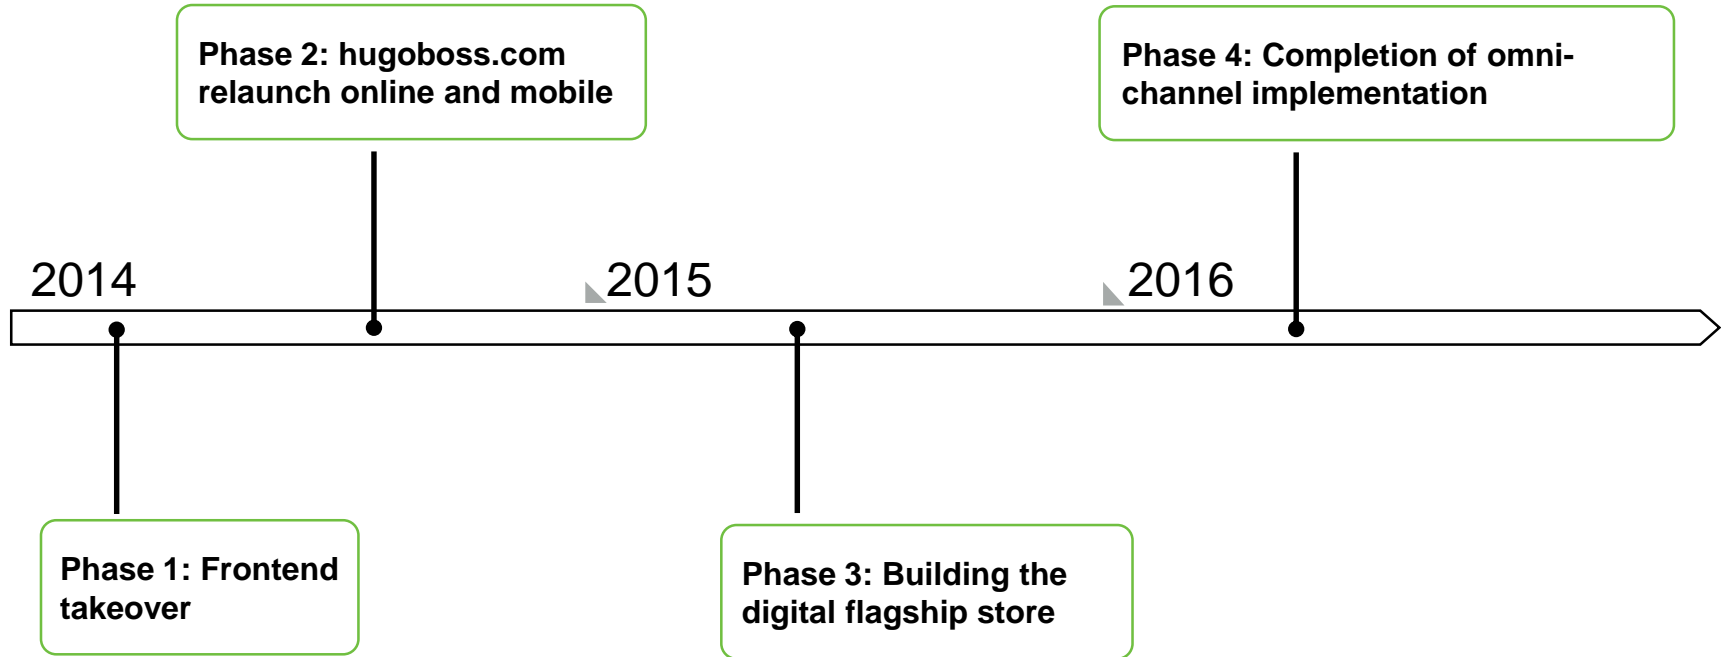 Phase 2: hugoboss.com
relaunch online and mobile
Phase 4: Completion of omni-
channel implementation
2014
2015
2016
Phase 1: Frontend
takeover
Phase 3: Building the
digital flagship store